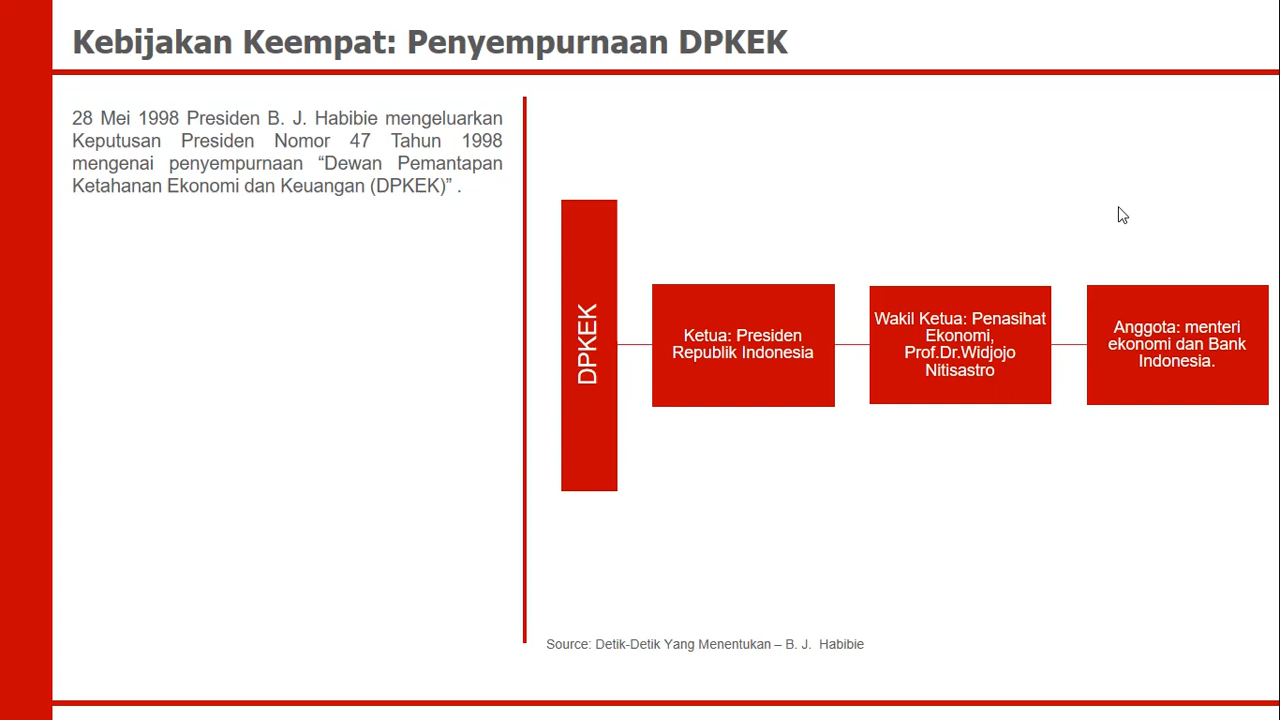 Kebijakan Keempat: Penyempurnaan DPKEK
28 Mei 1998 Presiden B. J. Habibie mengeluarkan
Keputusan Presiden Nomor 47 Tahun 1998
mengenai penyempurnaan “Dewan Pemantapan
Ketahanan Ekonomi dan Keuangan (DPKEK)” .
DPKEK
Ketua: Presiden
Republik Indonesia
Wakil Ketua: Penasihat
Ekonomi,
Prof.Dr.Widjojo
Nitisastro
Anggota: menteri
ekonomi dan Bank
Indonesia.
Source: Detik-Detik Yang Menentukan – B. J.  Habibie